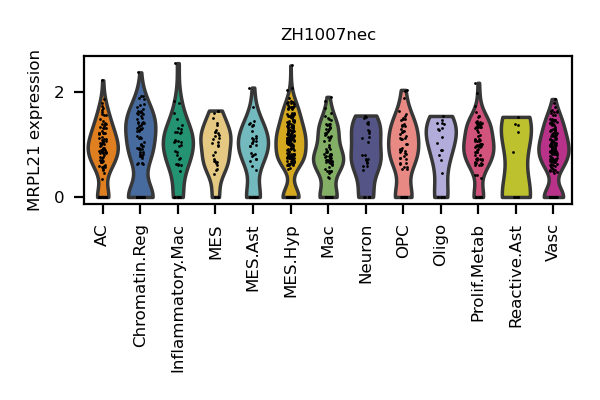 ZH1007nec
MRPL21 expression
2
0
AC
Chromatin.Reg
Inflammatory.Mac
MES
MES.Ast
MES.Hyp
Mac
Neuron
OPC
Oligo
Prolif.Metab
Reactive.Ast
Vasc